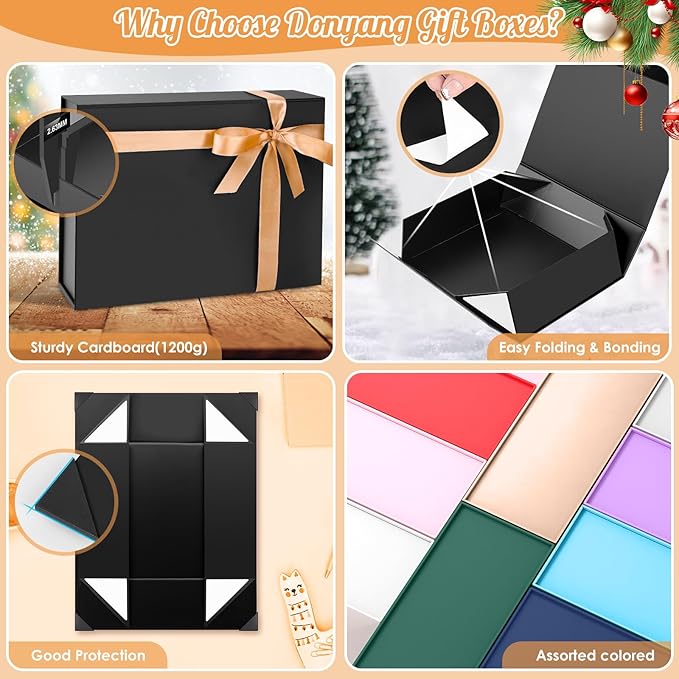 Why Choose Donyang Gift Boxes?
2.63MM
Sturdy Cardboard(1200g)
Easy Folding & Bonding
Good Protection
Assorted colored